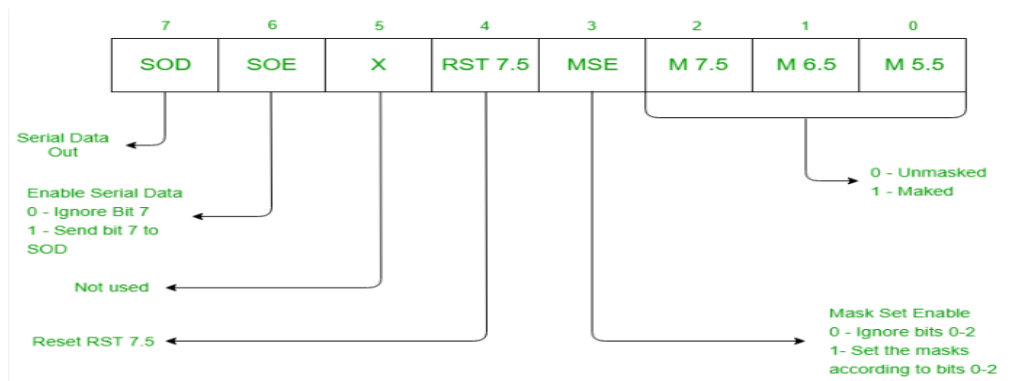 7 6 5 4 3 2 1 0
SOD SOE X RST 7.5 MSE M 7.5 M 6.5 M 5.5
Serial Data
Out
Enable Serial Data
0 - Ignore Bit 7
1 - Send bit 7 to
SOD
Not used
Reset RST 7.5
0 - Unmasked
1 - Maked
Mask Set Enable
0 - Ignore bits 0-2
1- Set the masks
according to bits 0-2